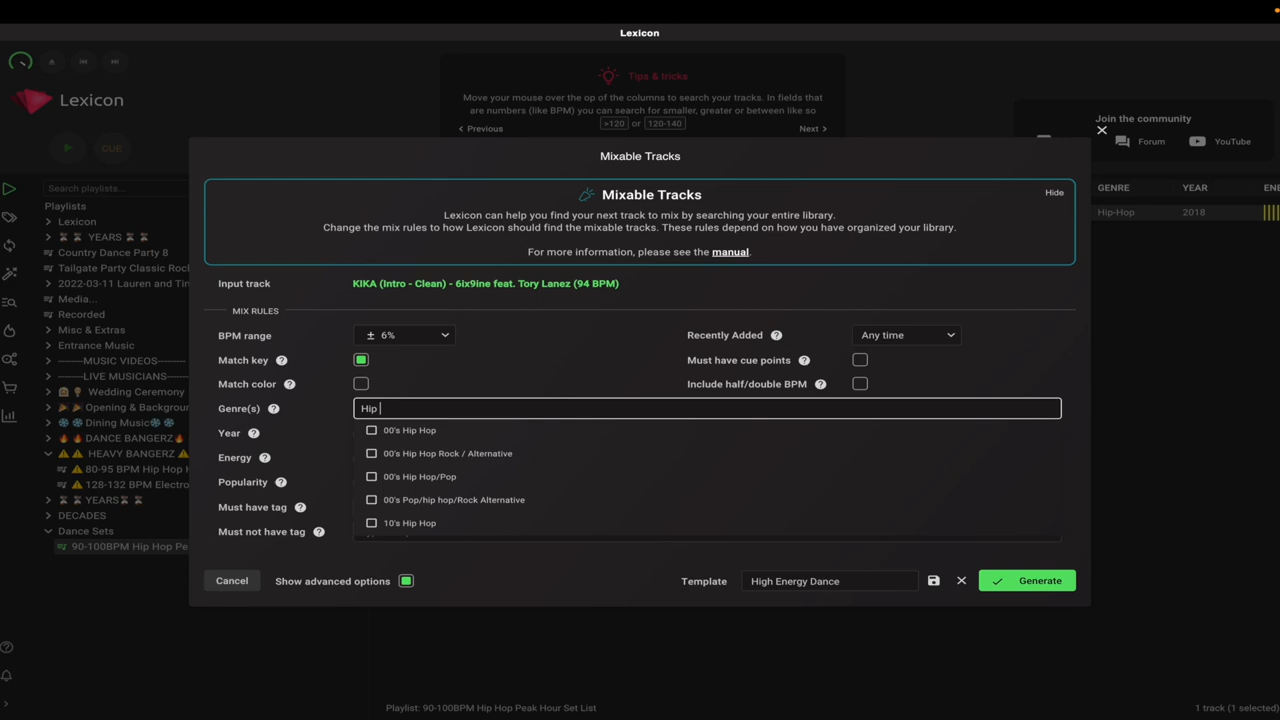 Lexicon
Tips & tricks
Move your mouse over the op of the columns to search your tracks. In fields that
are numbers (like BPM) you can search for smaller, greater or between like so
>120 or 120-140
Previous
Next
Join the community
Forum
YouTube
Lexicon
CUE
Search playlists...
Playlists
Lexicon
YEARS
Country Dance Party 8
Tailgate Party Classic Roc
2022-03-11 Lauren and Tin
Media...
Recorded
Misc & Extras
Entrance Music
———MUSIC VIDEOS———
———LIVE MUSICIANS———
Wedding Ceremony
Opening & Backgroun
Dining Music
DANCE BANGERZ
HEAVY BANGERZ
80-95 BPM Hip Hop H
128-132 BPM Electro
YEARS
DECADES
Dance Sets
90-100BPM Hip Hop Pe
GENRE
YEAR
ENE
Hip-Hop
2018
Mixable Tracks
Mixable Tracks
Hide
Lexicon can help you find your next track to mix by searching your entire library.
Change the mix rules to how Lexicon should find the mixable tracks. These rules depend on how you have organized your library.
For more information, please see the manual.
Input track
KIKA (Intro - Clean) - 6ix9ine feat. Tory Lanez (94 BPM)
MIX RULES
BPM range
± 6%
Recently Added ?
Any time
Match key ?
Must have cue points ?
Match color ?
Include half/double BPM ?
Genre(s) ?
Hip
Year ?
00's Hip Hop
Energy ?
00's Hip Hop Rock / Alternative
Popularity ?
00's Hip Hop/Pop
Must have tag ?
00's Pop/hip hop/Rock Alternative
Must not have tag ?
10's Hip Hop
Cancel
Show advanced options
Template
High Energy Dance
Generate
Playlist: 90-100BPM Hip Hop Peak Hour Set List
1 track (1 selected)